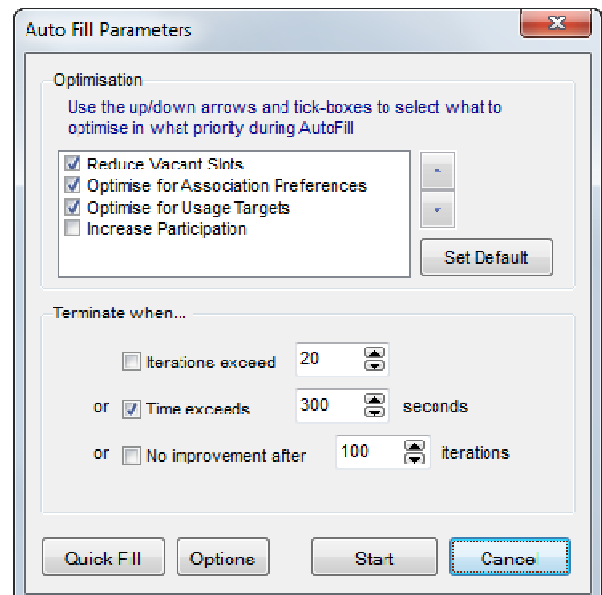 Auto Fill Parameters
Optimisation
Use the up/down arrows and tick-boxes to select what to
optimise in what priority during AutoFill
Reduce Vacant Slots
Optimise for Association Preferences
Optimise for Usage Targets
Increase Participation
Set Default
Terminate when...
Iterations exceed 20
or Time exceeds 300 seconds
or No improvement after 100 iterations
Quick Fill Options Start Cancel